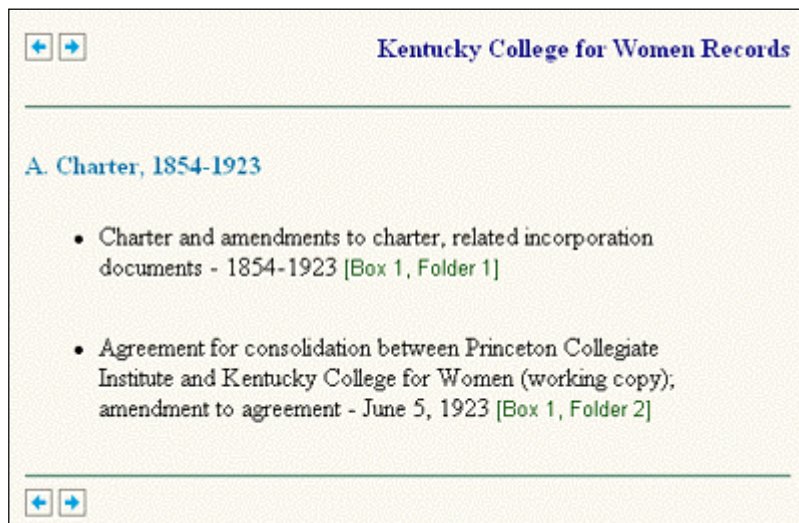 Kentucky College for Women Records
A. Charter, 1854-1923
• Charter and amendments to charter, related incorporation
documents - 1854-1923 [Box 1, Folder 1]
• Agreement for consolidation between Princeton Collegiate
Institute and Kentucky College for Women (working copy);
amendment to agreement - June 5, 1923 [Box 1, Folder 2]